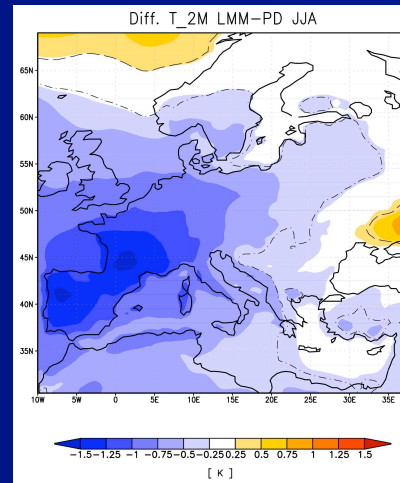 Diff. T_2M LMM-PD JJA
65N
60N
55N
50N
45N
40N
35N
10W 5W 0 5E 10E 15E 20E 25E 30E 35E
-1.5-1.25 -1 -0.75-0.5-0.250.25 0.5 0.75 1 1.25 1.5
[ K ]